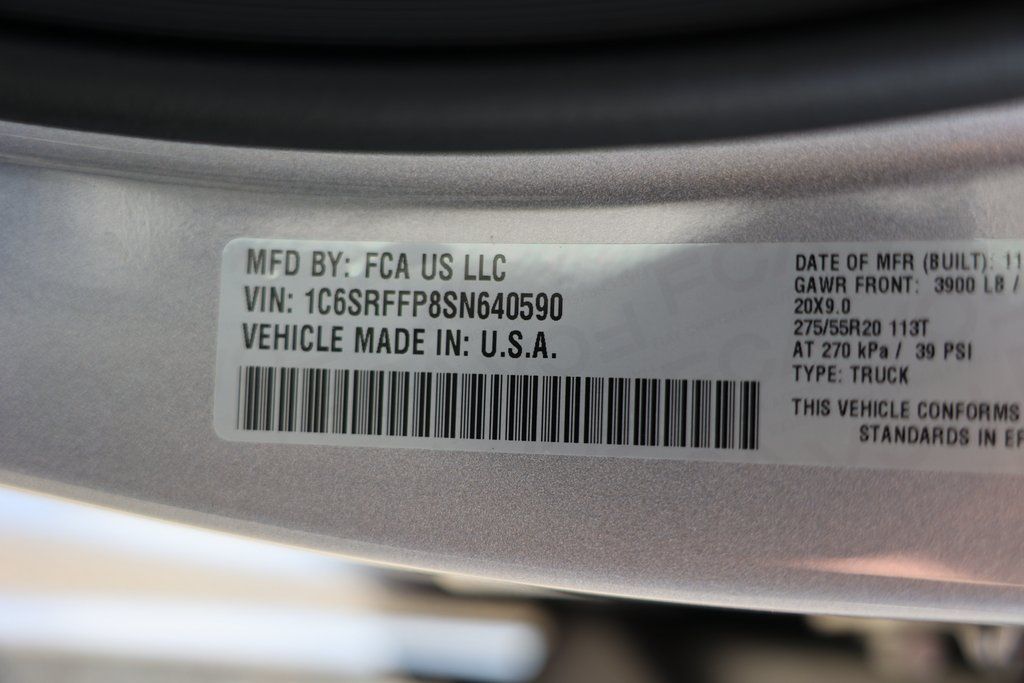 MFD BY: FCA US LLC
VIN: 1C6SRFFP8SN640590
VEHICLE MADE IN: U.S.A.
DATE OF MFR (BUILT): 11
GAWR FRONT: 3900 LB /
20X9.0
275/55R20 113T
AT 270 kPa / 39 PSI
TYPE: TRUCK
THIS VEHICLE CONFORMS
STANDARDS IN